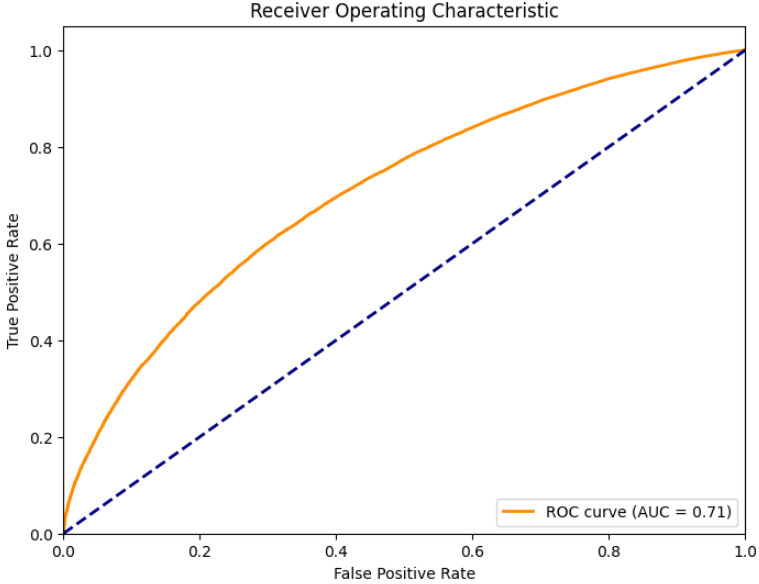 Receiver Operating Characteristic
1.0
0.8
0.6
0.4
0.2
0.0
True Positive Rate
ROC curve (AUC = 0.71)
0.0 0.2 0.4 0.6 0.8 1.0
False Positive Rate